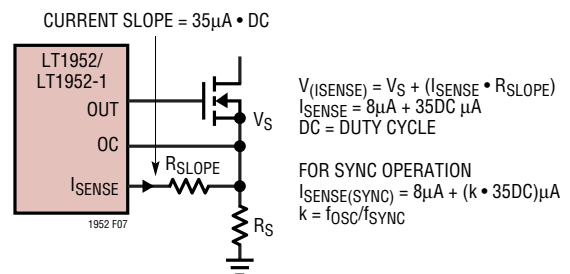 CURRENT SLOPE = 35µA • DC
LT1952/
LT1952-1
OUT
OC
ISENSE
VS
RSLOPE
RS
1952 F07
V(ISENSE) = VS + (ISENSE • RSLOPE)
ISENSE = 8µA + 35DC µA
DC = DUTY CYCLE
FOR SYNC OPERATION
ISENSE(SYNC) = 8µA + (k • 35DC)µA
k = fOSC/fSYNC